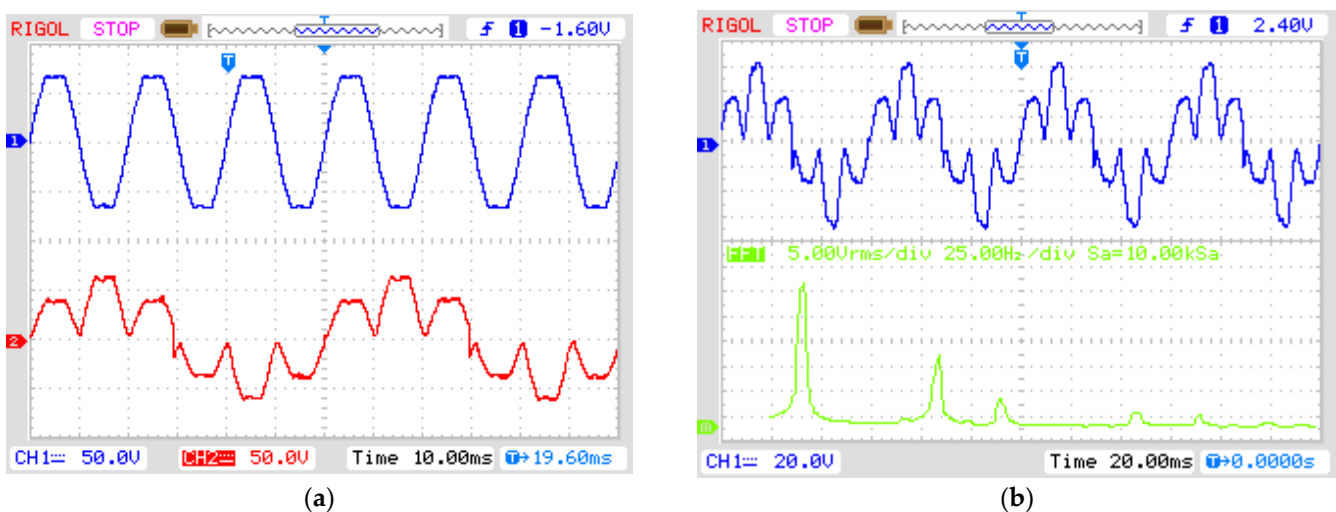 RIGOL STOP T f 1 -1.60V
T
1
2
CH1= 50.0V CH2= 50.0V Time 10.00ms T→19.60ms
(a)
RIGOL STOP T f 1 2.40V
T
1
FFT 5.00Vrms/div 25.00Hz/div Sa=10.00kSa
m
CH1= 20.0V Time 20.00ms T→0.0000s
(b)